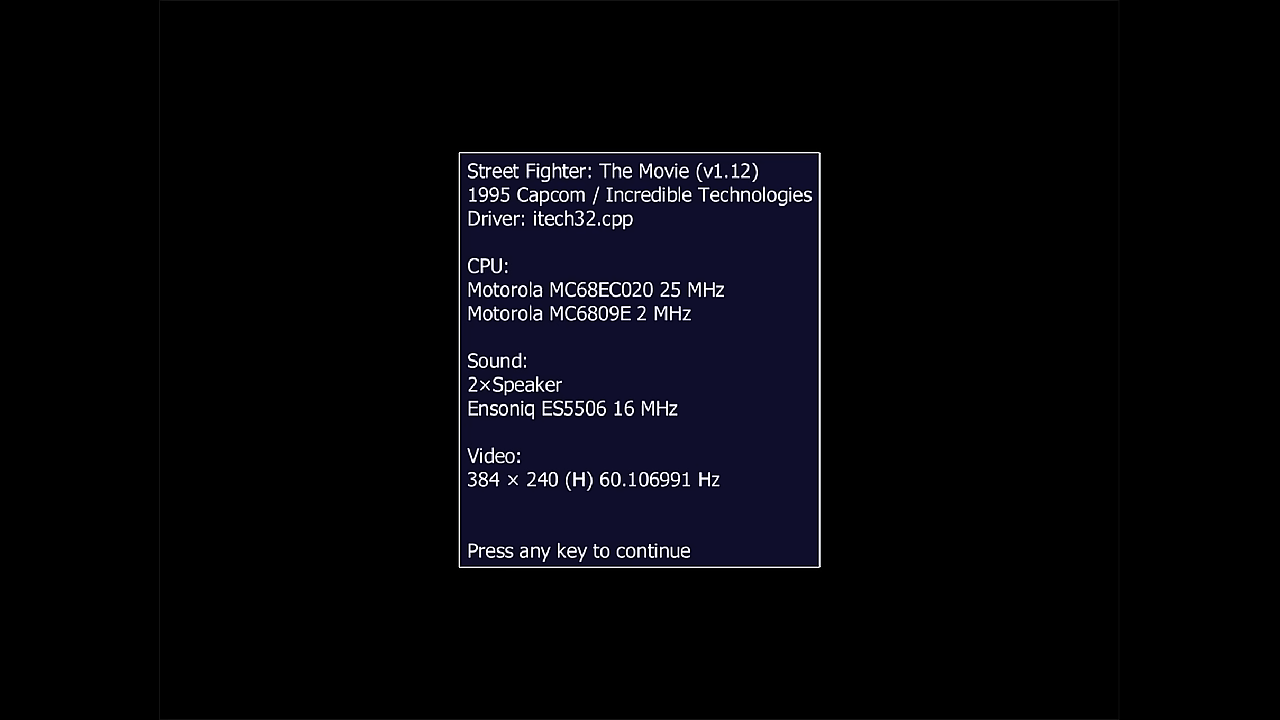 Street Fighter: The Movie (v1.12)
1995 Capcom / Incredible Technologies
Driver: itech32.cpp
CPU:
Motorola MC68EC020 25 MHz
Motorola MC6809E 2 MHz
Sound:
2×Speaker
Ensoniq ES5506 16 MHz
Video:
384 × 240 (H) 60.106991 Hz
Press any key to continue